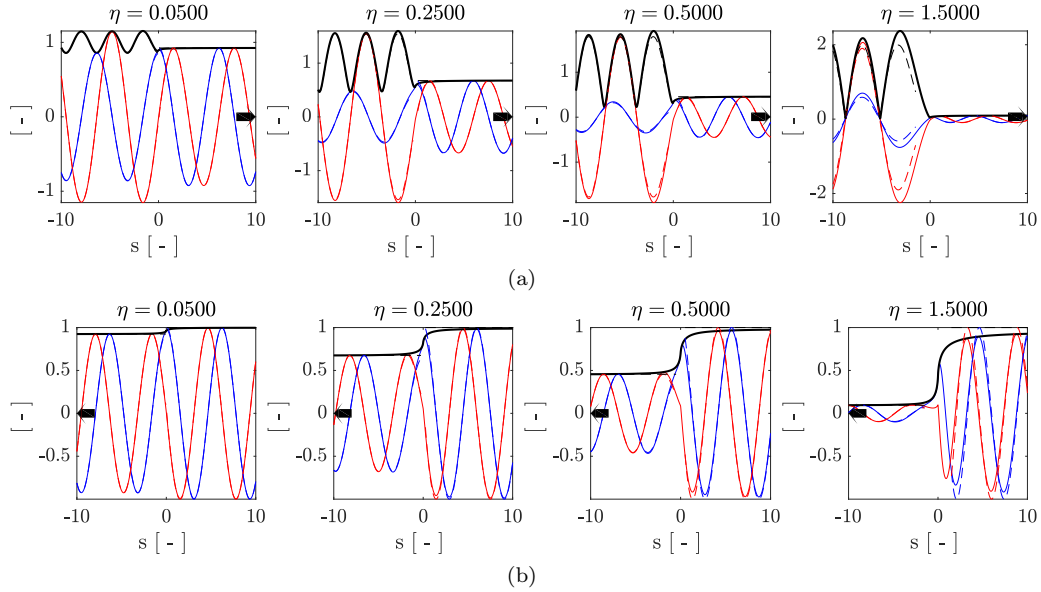 η = 0.0500 η = 0.2500 η = 0.5000 η = 1.5000
[ - ] [ - ] [ - ] [ - ]
1 1 1 2
0 0 0 0
-1 -1 -1 -2
-10 0 10 -10 0 10 -10 0 10 -10 0 10
s [ - ] s [ - ] s [ - ] s [ - ]
(a)
η = 0.0500 η = 0.2500 η = 0.5000 η = 1.5000
[ - ] [ - ] [ - ] [ - ]
1 1 1 1
0.5 0.5 0.5 0.5
0 0 0 0
-0.5 -0.5 -0.5 -0.5
-10 0 10 -10 0 10 -10 0 10 -10 0 10
s [ - ] s [ - ] s [ - ] s [ - ]
(b)